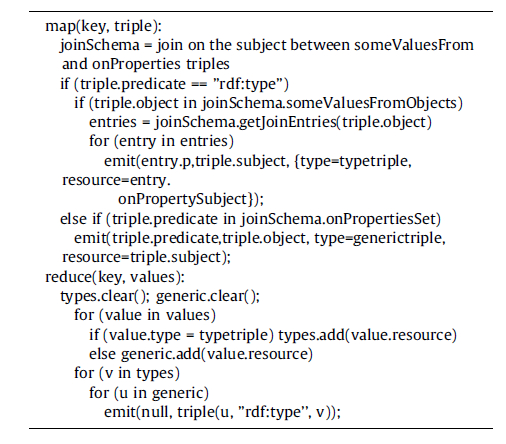 map(key, triple):
joinSchema = join on the subject between someValuesFrom
and onProperties triples
if (triple.predicate == "rdf:type")
if (triple.object in joinSchema.someValuesFromObjects)
entries = joinSchema.getJoinEntries(triple.object)
for (entry in entries)
emit(entry.p,triple.subject, {type=typetriple,
resource=entry.
onPropertySubject});
else if (triple.predicate in joinSchema.onPropertiesSet)
emit(triple.predicate,triple.object, type=generictriple,
resource=triple.subject);
reduce(key, values):
types.clear(); generic.clear();
for (value in values)
if (value.type = typetriple) types.add(value.resource)
else generic.add(value.resource)
for (v in types)
for (u in generic)
emit(null, triple(u, "rdf:type", v));